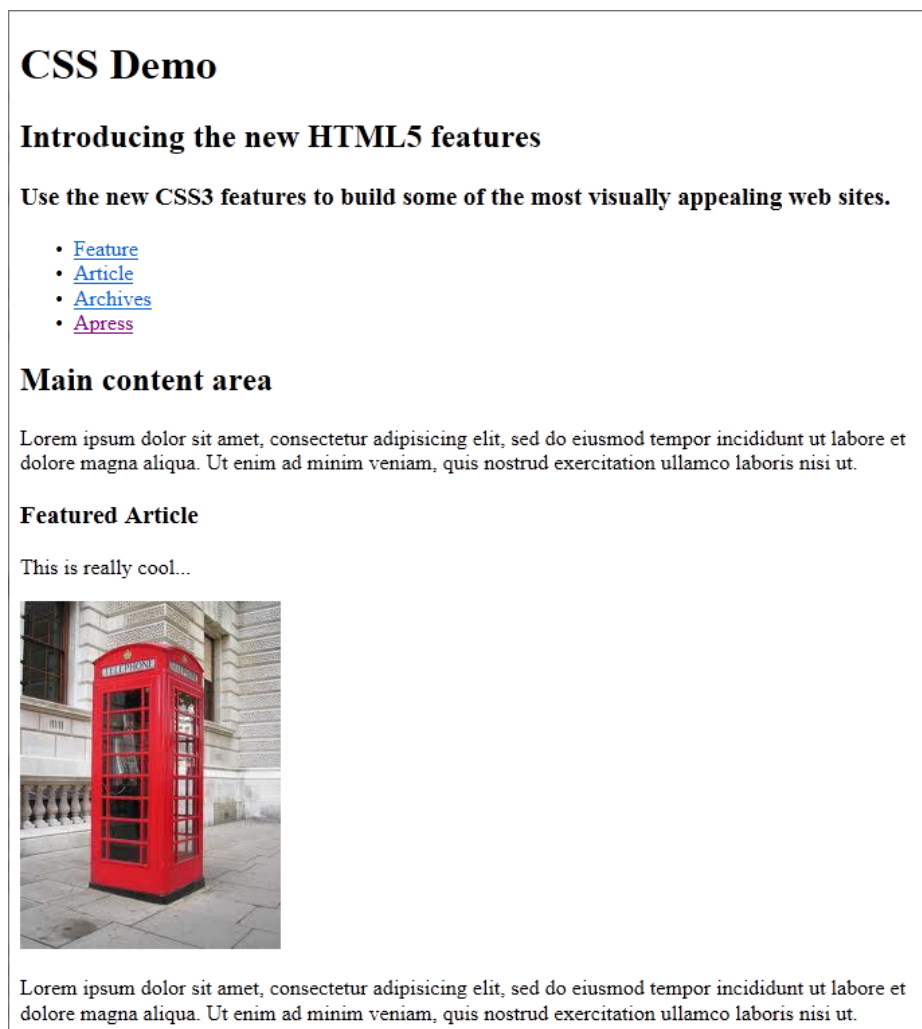 CSS Demo
Introducing the new HTML5 features
Use the new CSS3 features to build some of the most visually appealing web sites.
• Feature
• Article
• Archives
• Apress
Main content area
Lorem ipsum dolor sit amet, consectetur adipisicing elit, sed do eiusmod tempor incididunt ut labore et
dolore magna aliqua. Ut enim ad minim veniam, quis nostrud exercitation ullamco laboris nisi ut.
Featured Article
This is really cool...
TELEPHONE
TELEPHONE
Lorem ipsum dolor sit amet, consectetur adipisicing elit, sed do eiusmod tempor incididunt ut labore et
dolore magna aliqua. Ut enim ad minim veniam, quis nostrud exercitation ullamco laboris nisi ut.